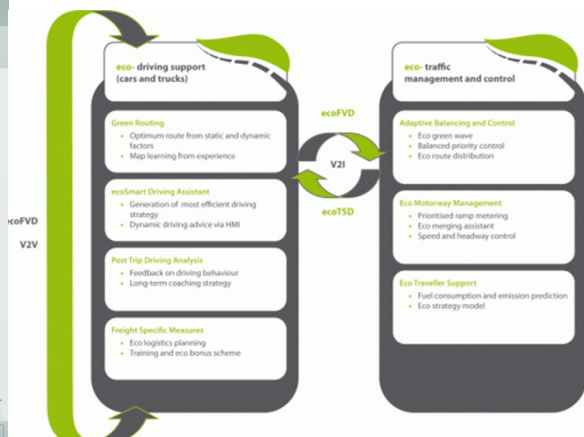 eco- driving support
(cars and trucks)
Green Routing
• Optimum route from static and dynamic
factors
• Map learning from experience
ecoSmart Driving Assistant
• Generation of most efficient driving
strategy
• Dynamic driving advice via HMI
Post Trip Driving Analysis
• Feedback on driving behaviour
• Long-term coaching strategy
Freight Specific Measures
• Eco logistics planning
• Training and eco bonus scheme
ecoFVD
V2V
ecoFVD
V2I
ecoTSD
eco- traffic
management and control
Adaptive Balancing and Control
• Eco green wave
• Balanced priority control
• Eco route distribution
Eco Motorway Management
• Prioritised ramp metering
• Eco merging assistant
• Speed and headway control
Eco Traveller Support
• Fuel consumption and emission prediction
• Eco strategy model